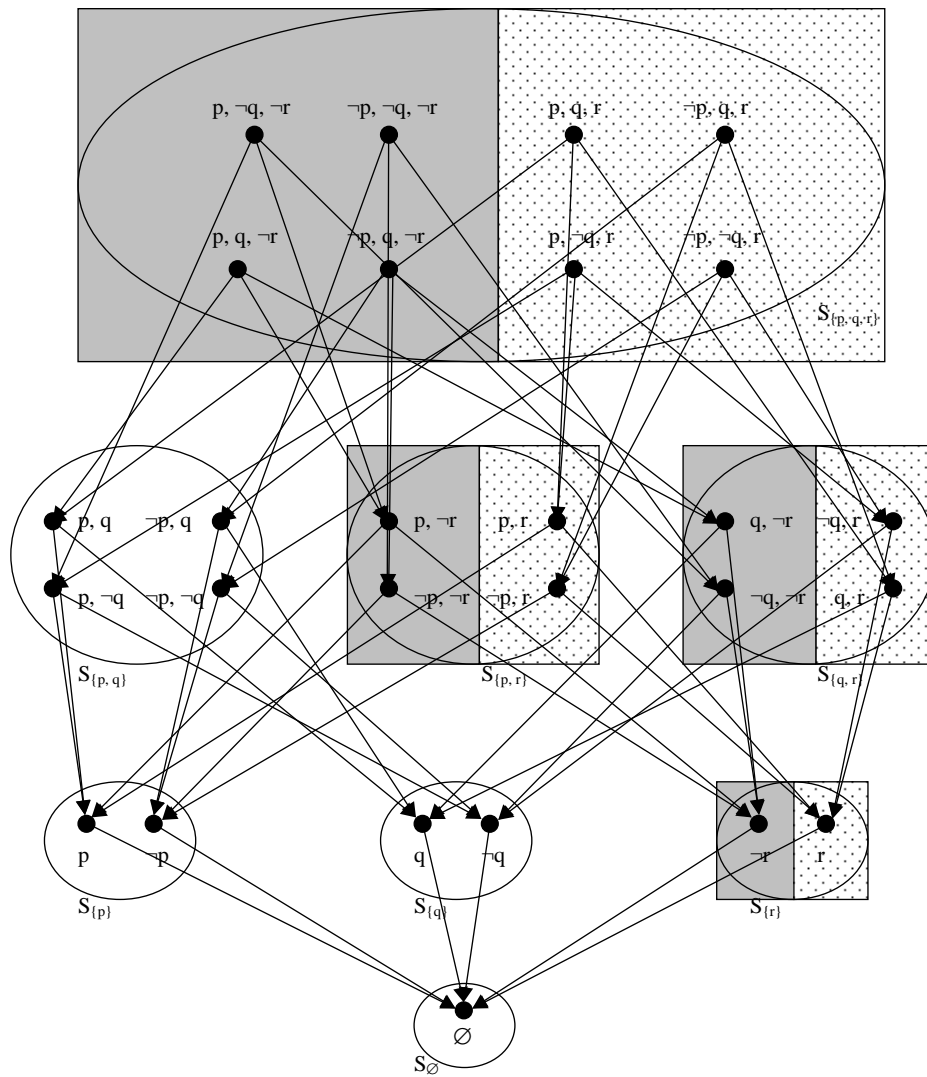 p, ¬q, ¬r ¬p, ¬q, ¬r p, q, r ¬p, q, r
p, q, ¬r ¬p, q, ¬r p, ¬q, r ¬p, ¬q, r
S{p, q, r}
p, q ¬p, q p, ¬r p, r q, ¬r ¬q, r
p, ¬q ¬p, ¬q ¬p, ¬r ¬p, r ¬q, ¬r q, r
S{p, q} S{p, r} S{q, r}
p ¬p q ¬q ¬r r
S{p} S{q} S{r}
∅
S∅